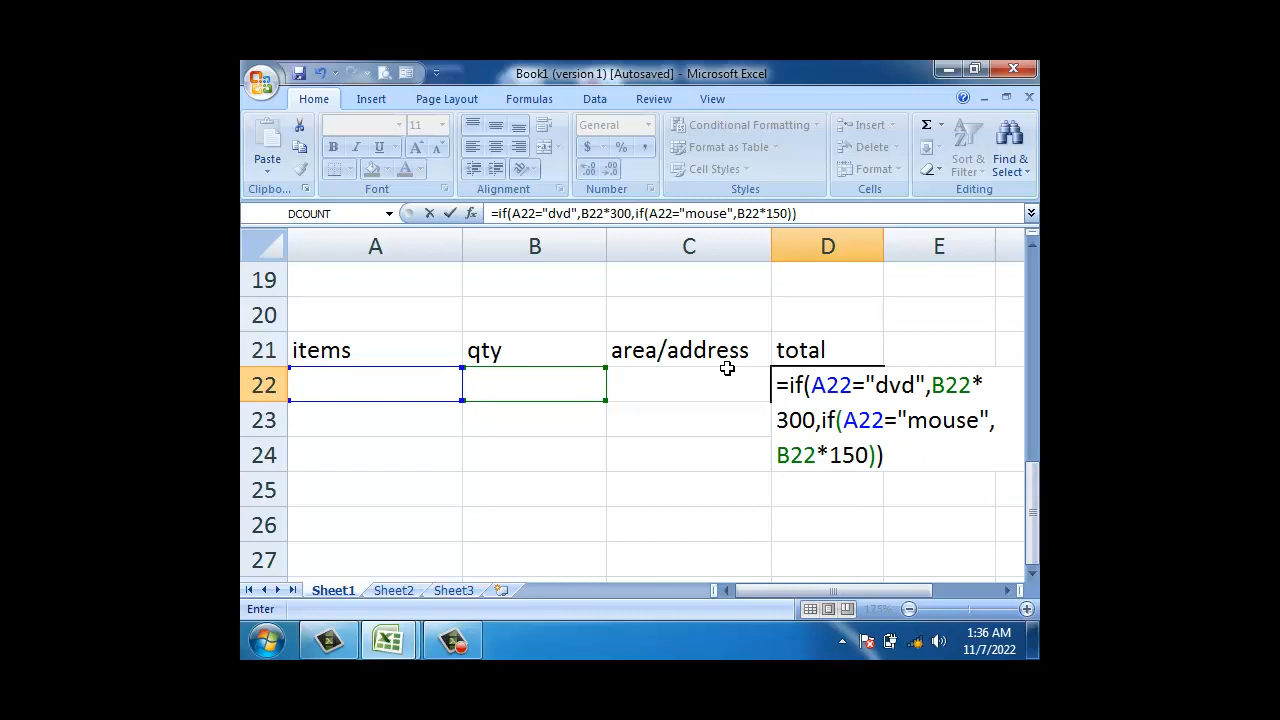 Book1 (version 1) [Autosaved] - Microsoft Excel
Home Insert Page Layout Formulas Data Review View
Paste
B I U A A
11
General
$ % ,
Conditional Formatting
Format as Table
Cell Styles
Insert
Delete
Format
Σ
Sort & Filter
Find & Select
Clipbo... Font Alignment Number Styles Cells Editing
DCOUNT fx =if(A22="dvd",B22*300,if(A22="mouse",B22*150))
A B C D E
19
20
21 items qty area/address total
22 =if(A22="dvd",B22*
23 300,if(A22="mouse",
24 B22*150))
25
26
27
Sheet1 Sheet2 Sheet3
Enter 175%
1:36 AM
11/7/2022